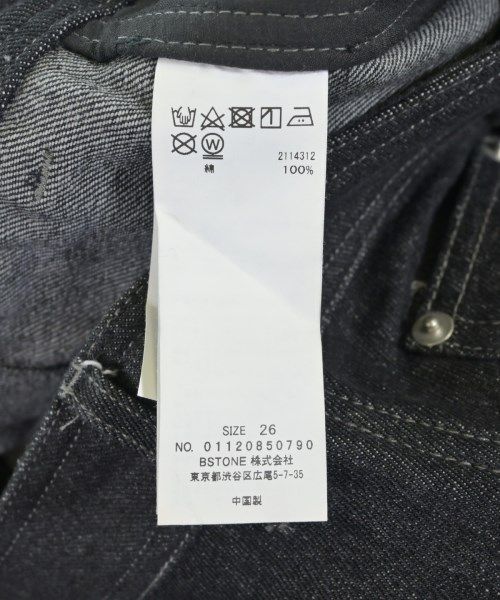 W
2114312
綿 100%
SIZE 26
NO. 01120850790
BSTONE 株式会社
東京都渋谷区広尾5-7-35
中国製